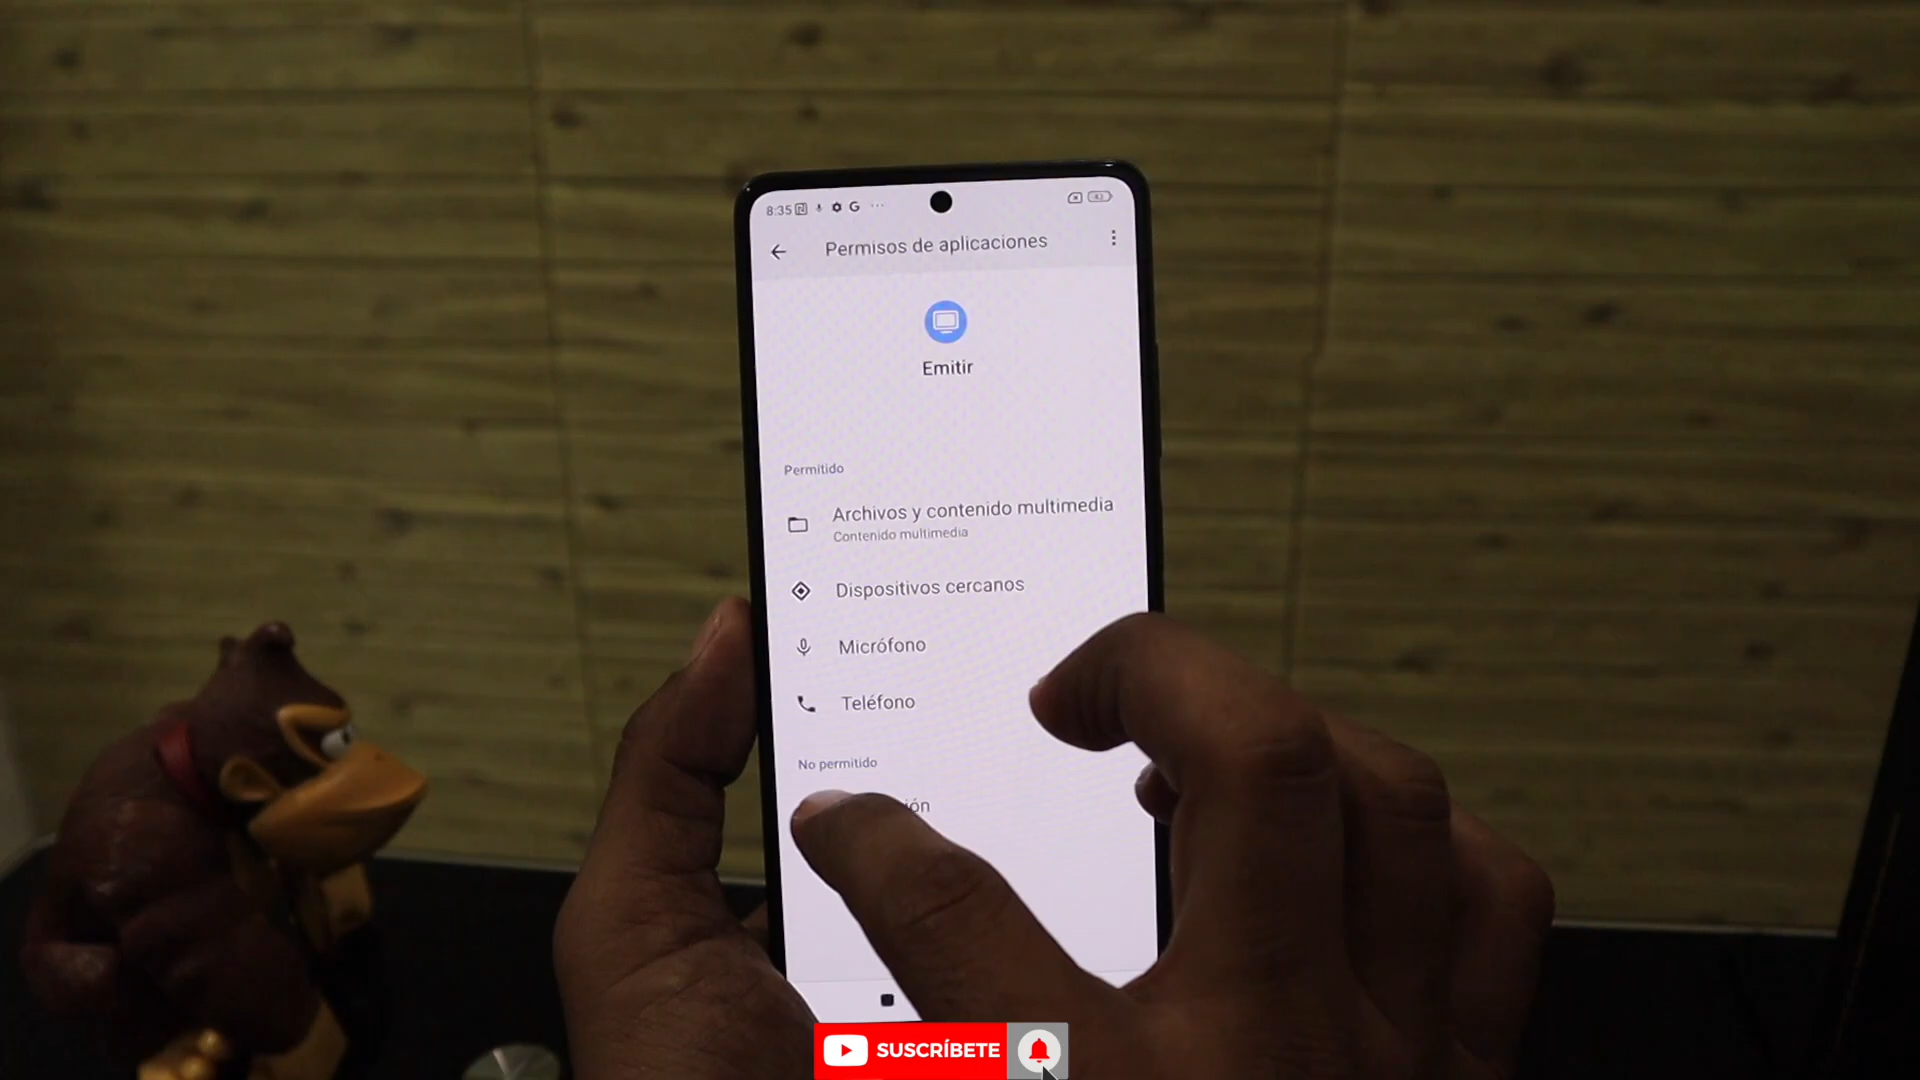 8:35
Permisos de aplicaciones
Emitir
Permitido
Archivos y contenido multimedia
Contenido multimedia
Dispositivos cercanos
Micrófono
Teléfono
No permitido
SUSCRÍBETE